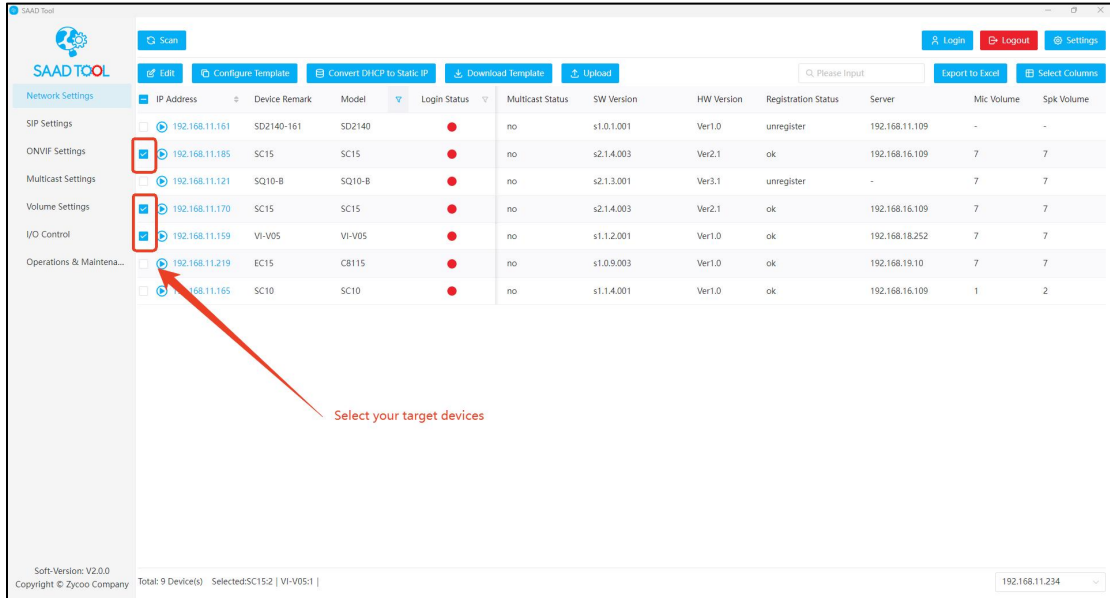 SAAD Tool
SAAD TOOL
Scan
Login
Logout
Settings
Edit
Configure Template
Convert DHCP to Static IP
Download Template
Upload
Please Input
Export to Excel
Select Columns
Network Settings
SIP Settings
ONVIF Settings
Multicast Settings
Volume Settings
I/O Control
Operations & Maintena...
IP Address Device Remark Model Login Status Multicast Status SW Version HW Version Registration Status Server Mic Volume Spk Volume
192.168.11.161 SD2140-161 SD2140 no s1.0.1.001 Ver1.0 unregister 192.168.11.109 - -
192.168.11.185 SC15 SC15 no s2.1.4.003 Ver2.1 ok 192.168.16.109 7 7
192.168.11.121 SQ10-B SQ10-B no s2.1.3.001 Ver3.1 unregister - 7 7
192.168.11.170 SC15 SC15 no s2.1.4.003 Ver2.1 ok 192.168.16.109 7 7
192.168.11.159 VI-V05 VI-V05 no s1.1.2.001 Ver1.0 ok 192.168.18.252 7 7
192.168.11.219 EC15 C8115 no s1.0.9.003 Ver1.0 ok 192.168.19.10 7 7
168.11.165 SC10 SC10 no s1.1.4.001 Ver1.0 ok 192.168.16.109 1 2
Select your target devices
Soft-Version: V2.0.0
Copyright © Zycoo Company
Total: 9 Device(s) Selected:SC15:2 | VI-V05:1 |
192.168.11.234